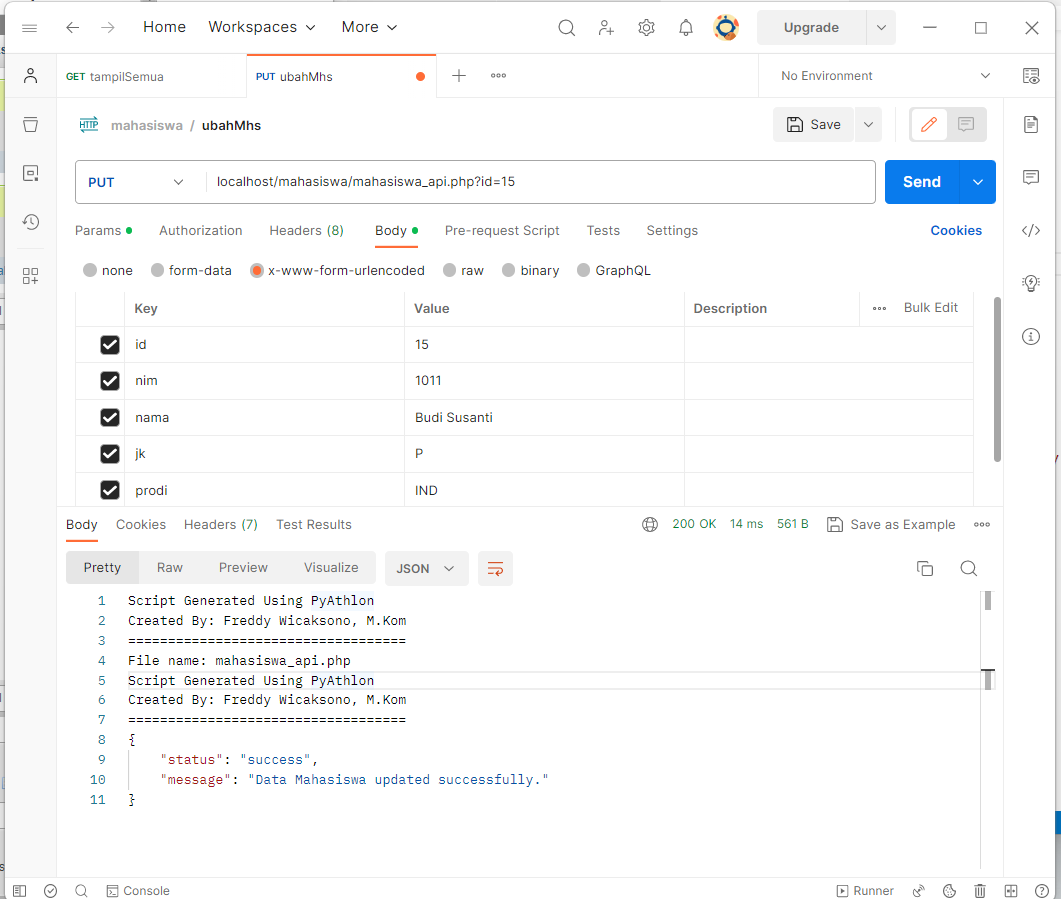 Home Workspaces More Upgrade
GET tampilSemua PUT ubahMhs No Environment
HTTP mahasiswa / ubahMhs Save
PUT localhost/mahasiswa/mahasiswa_api.php?id=15 Send
Params Authorization Headers (8) Body Pre-request Script Tests Settings Cookies
none form-data x-www-form-urlencoded raw binary GraphQL
Key Value Description Bulk Edit
id 15
nim 1011
nama Budi Susanti
jk P
prodi IND
Body Cookies Headers (7) Test Results 200 OK 14 ms 561 B Save as Example
Pretty Raw Preview Visualize JSON
1 Script Generated Using PyAthlon
2 Created By: Freddy Wicaksono, M.Kom
3 ===================================
4 File name: mahasiswa_api.php
5 Script Generated Using PyAthlon
6 Created By: Freddy Wicaksono, M.Kom
7 ===================================
8 {
9 "status": "success",
10 "message": "Data Mahasiswa updated successfully."
11 }
Console Runner